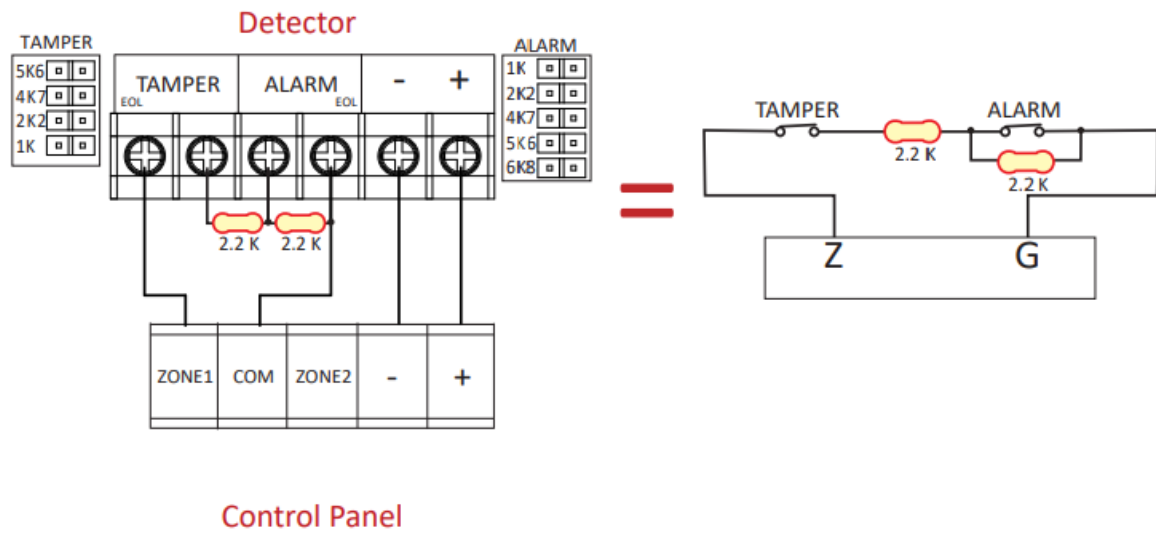 Detector
TAMPER
5K6
4K7
2K2
1K
TAMPER
EOL
ALARM
EOL
-
+
ALARM
1K
2K2
4K7
5K6
6K8
2.2 K
2.2 K
ZONE1
COM
ZONE2
-
+
Control Panel
=
TAMPER
ALARM
2.2 K
2.2 K
Z
G